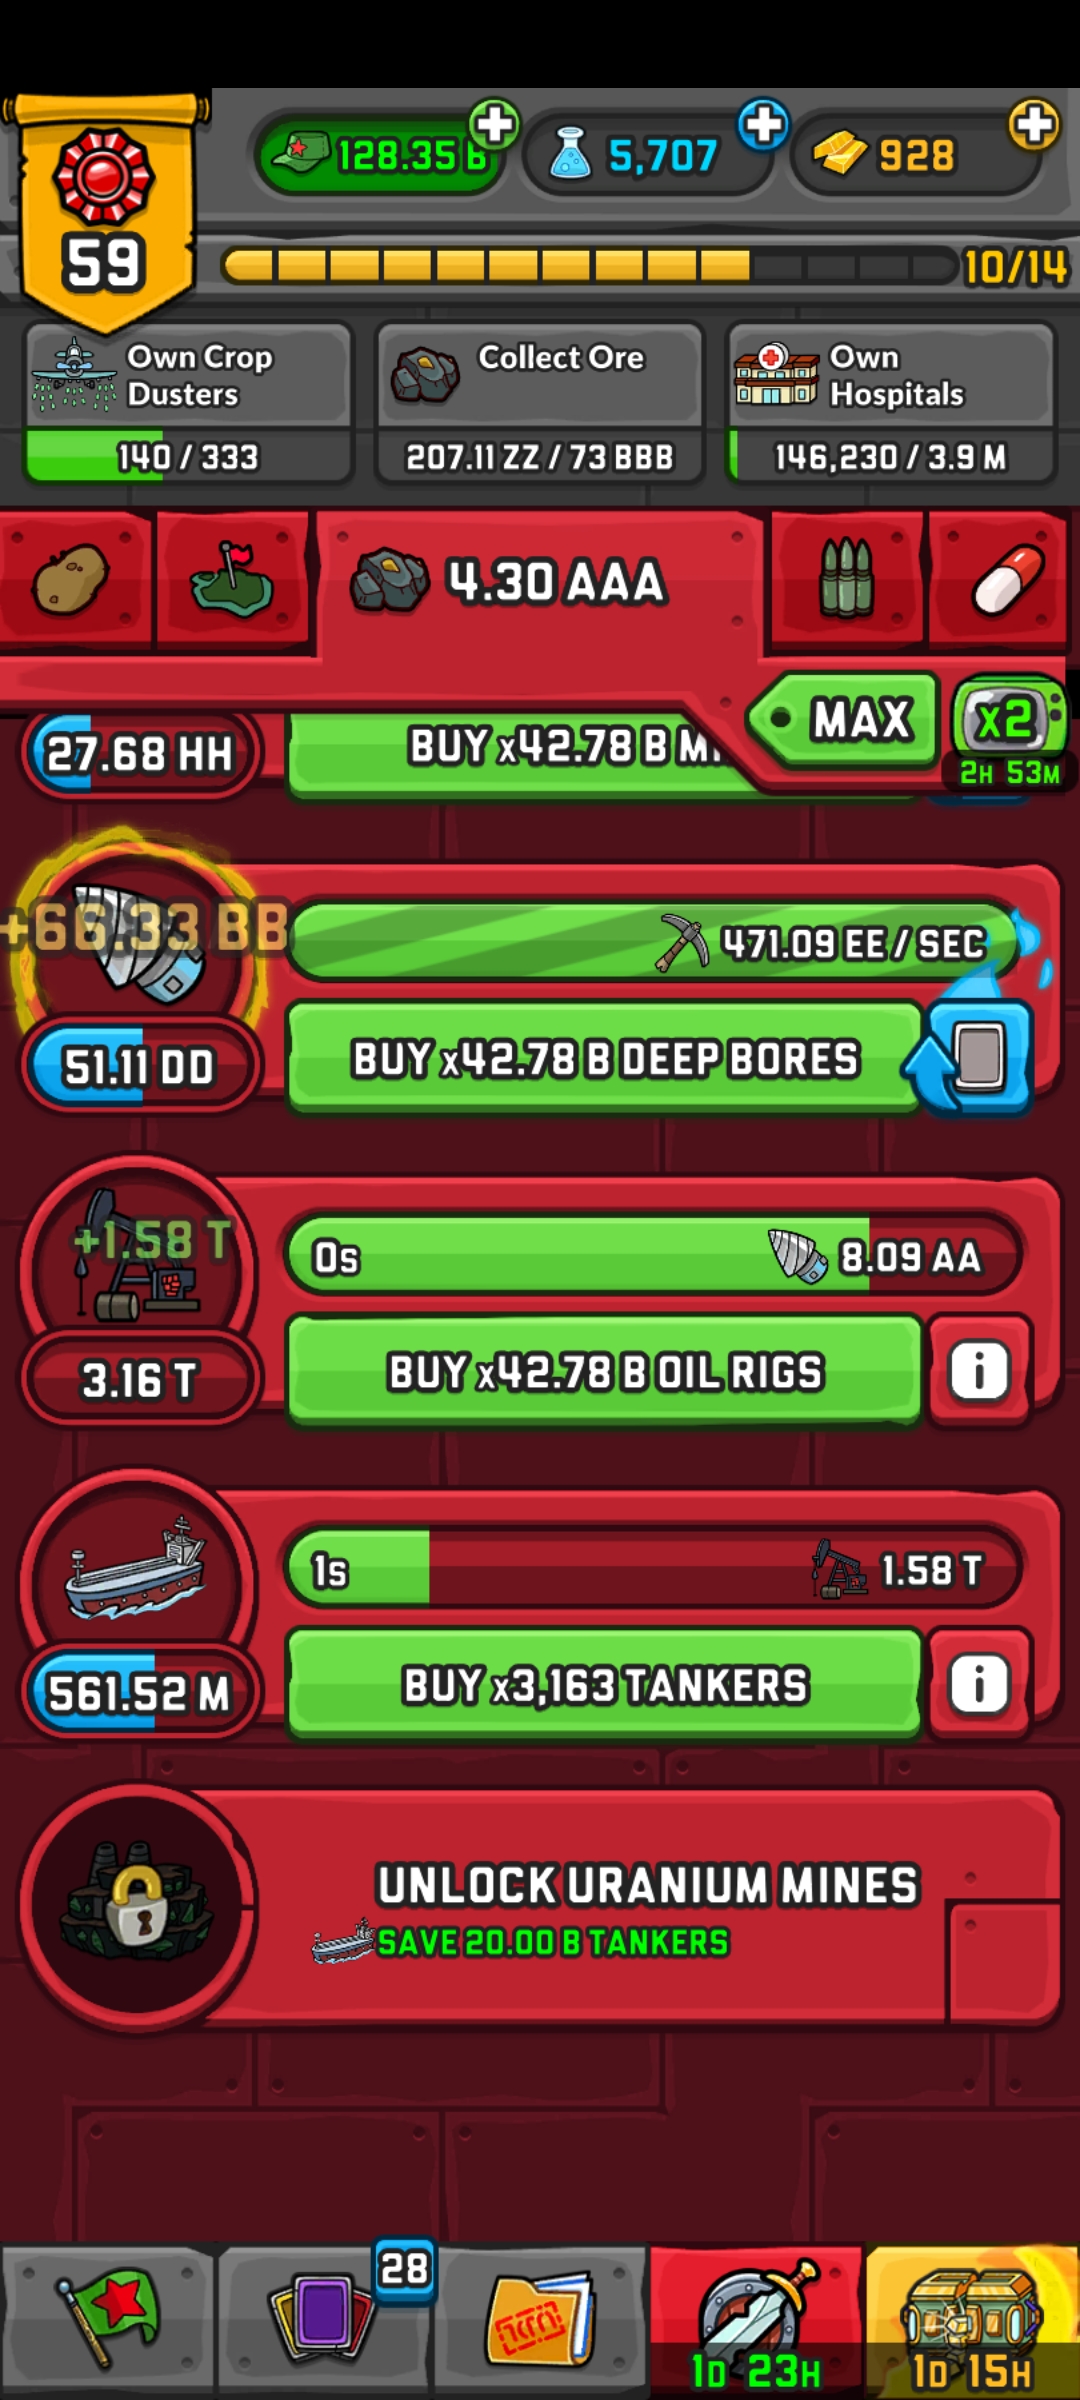 128.35 B
5,707
928
59
10/14
Own Crop
Dusters
Collect Ore
Own
Hospitals
140 / 333
207.11 ZZ / 73 BBB
146,230 / 3.9 M
4.30 AAA
MAX
x2
2H 53M
27.68 HH
BUY x42.78 B
+66.33 BB
471.09 EE / SEC
51.11 DD
BUY x42.78 B DEEP BORES
+1.58 T
0s
8.09 AA
3.16 T
BUY x42.78 B OIL RIGS
i
1s
1.58 T
561.52 M
BUY x3,163 TANKERS
i
UNLOCK URANIUM MINES
SAVE 20.00 B TANKERS
28
1D 23H
1D 15H